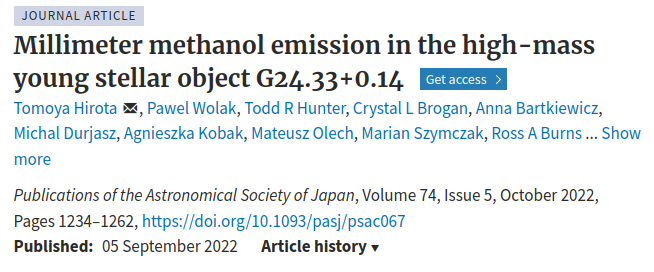 JOURNAL ARTICLE
Millimeter methanol emission in the high-mass
young stellar object G24.33+0.14 Get access
Tomoya Hirota , Pawel Wolak, Todd R Hunter, Crystal L Brogan, Anna Bartkiewicz,
Michal Durjasz, Agnieszka Kobak, Mateusz Olech, Marian Szymczak, Ross A Burns ... Show
more
Publications of the Astronomical Society of Japan, Volume 74, Issue 5, October 2022,
Pages 1234–1262, https://doi.org/10.1093/pasj/psac067
Published: 05 September 2022 Article history